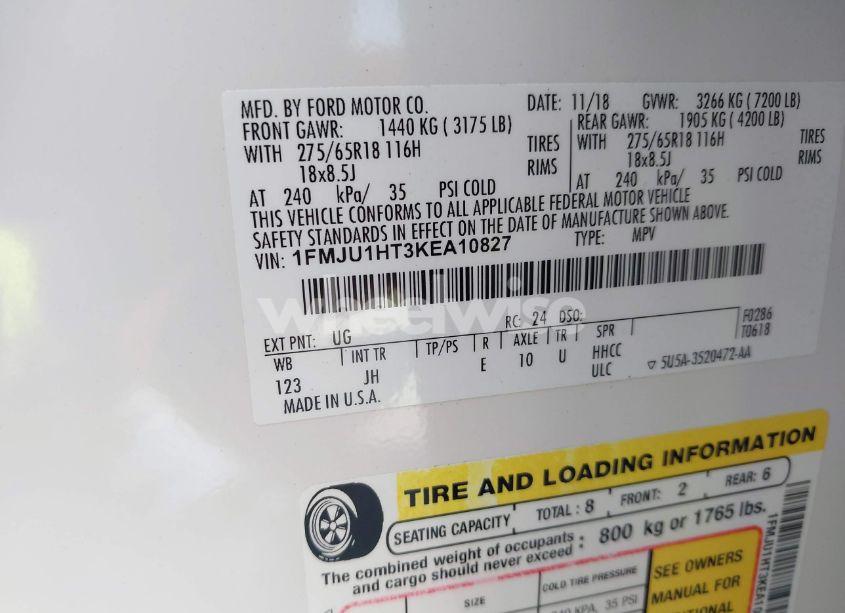 MFD. BY FORD MOTOR CO. DATE: 11/18 GVWR: 3266 KG ( 7200 LB)
FRONT GAWR: 1440 KG ( 3175 LB) REAR GAWR: 1905 KG ( 4200 LB)
WITH 275/65R18 116H TIRES WITH 275/65R18 116H TIRES
18x8.5J RIMS 18x8.5J RIMS
AT 240 kPa/ 35 PSI COLD AT 240 kPa/ 35 PSI COLD
THIS VEHICLE CONFORMS TO ALL APPLICABLE FEDERAL MOTOR VEHICLE
SAFETY STANDARDS IN EFFECT ON THE DATE OF MANUFACTURE SHOWN ABOVE.
VIN: 1FMJU1HT3KEA10827 TYPE: MPV
wheelwise
EXT PNT: UG RC: 24 DSO: F0286
WB INT TR TP/PS R AXLE TR SPR T0618
123 JH E 10 U HHCC
ULC 5U5A-3520472-AA
MADE IN U.S.A.
TIRE AND LOADING INFORMATION
SEATING CAPACITY TOTAL : 8 FRONT: 2 REAR: 6
The combined weight of occupants
and cargo should never exceed : 800 kg or 1765 lbs.
SIZE COLD TIRE PRESSURE SEE OWNERS
35 PSI MANUAL FOR
1FMJU1HT3KEA